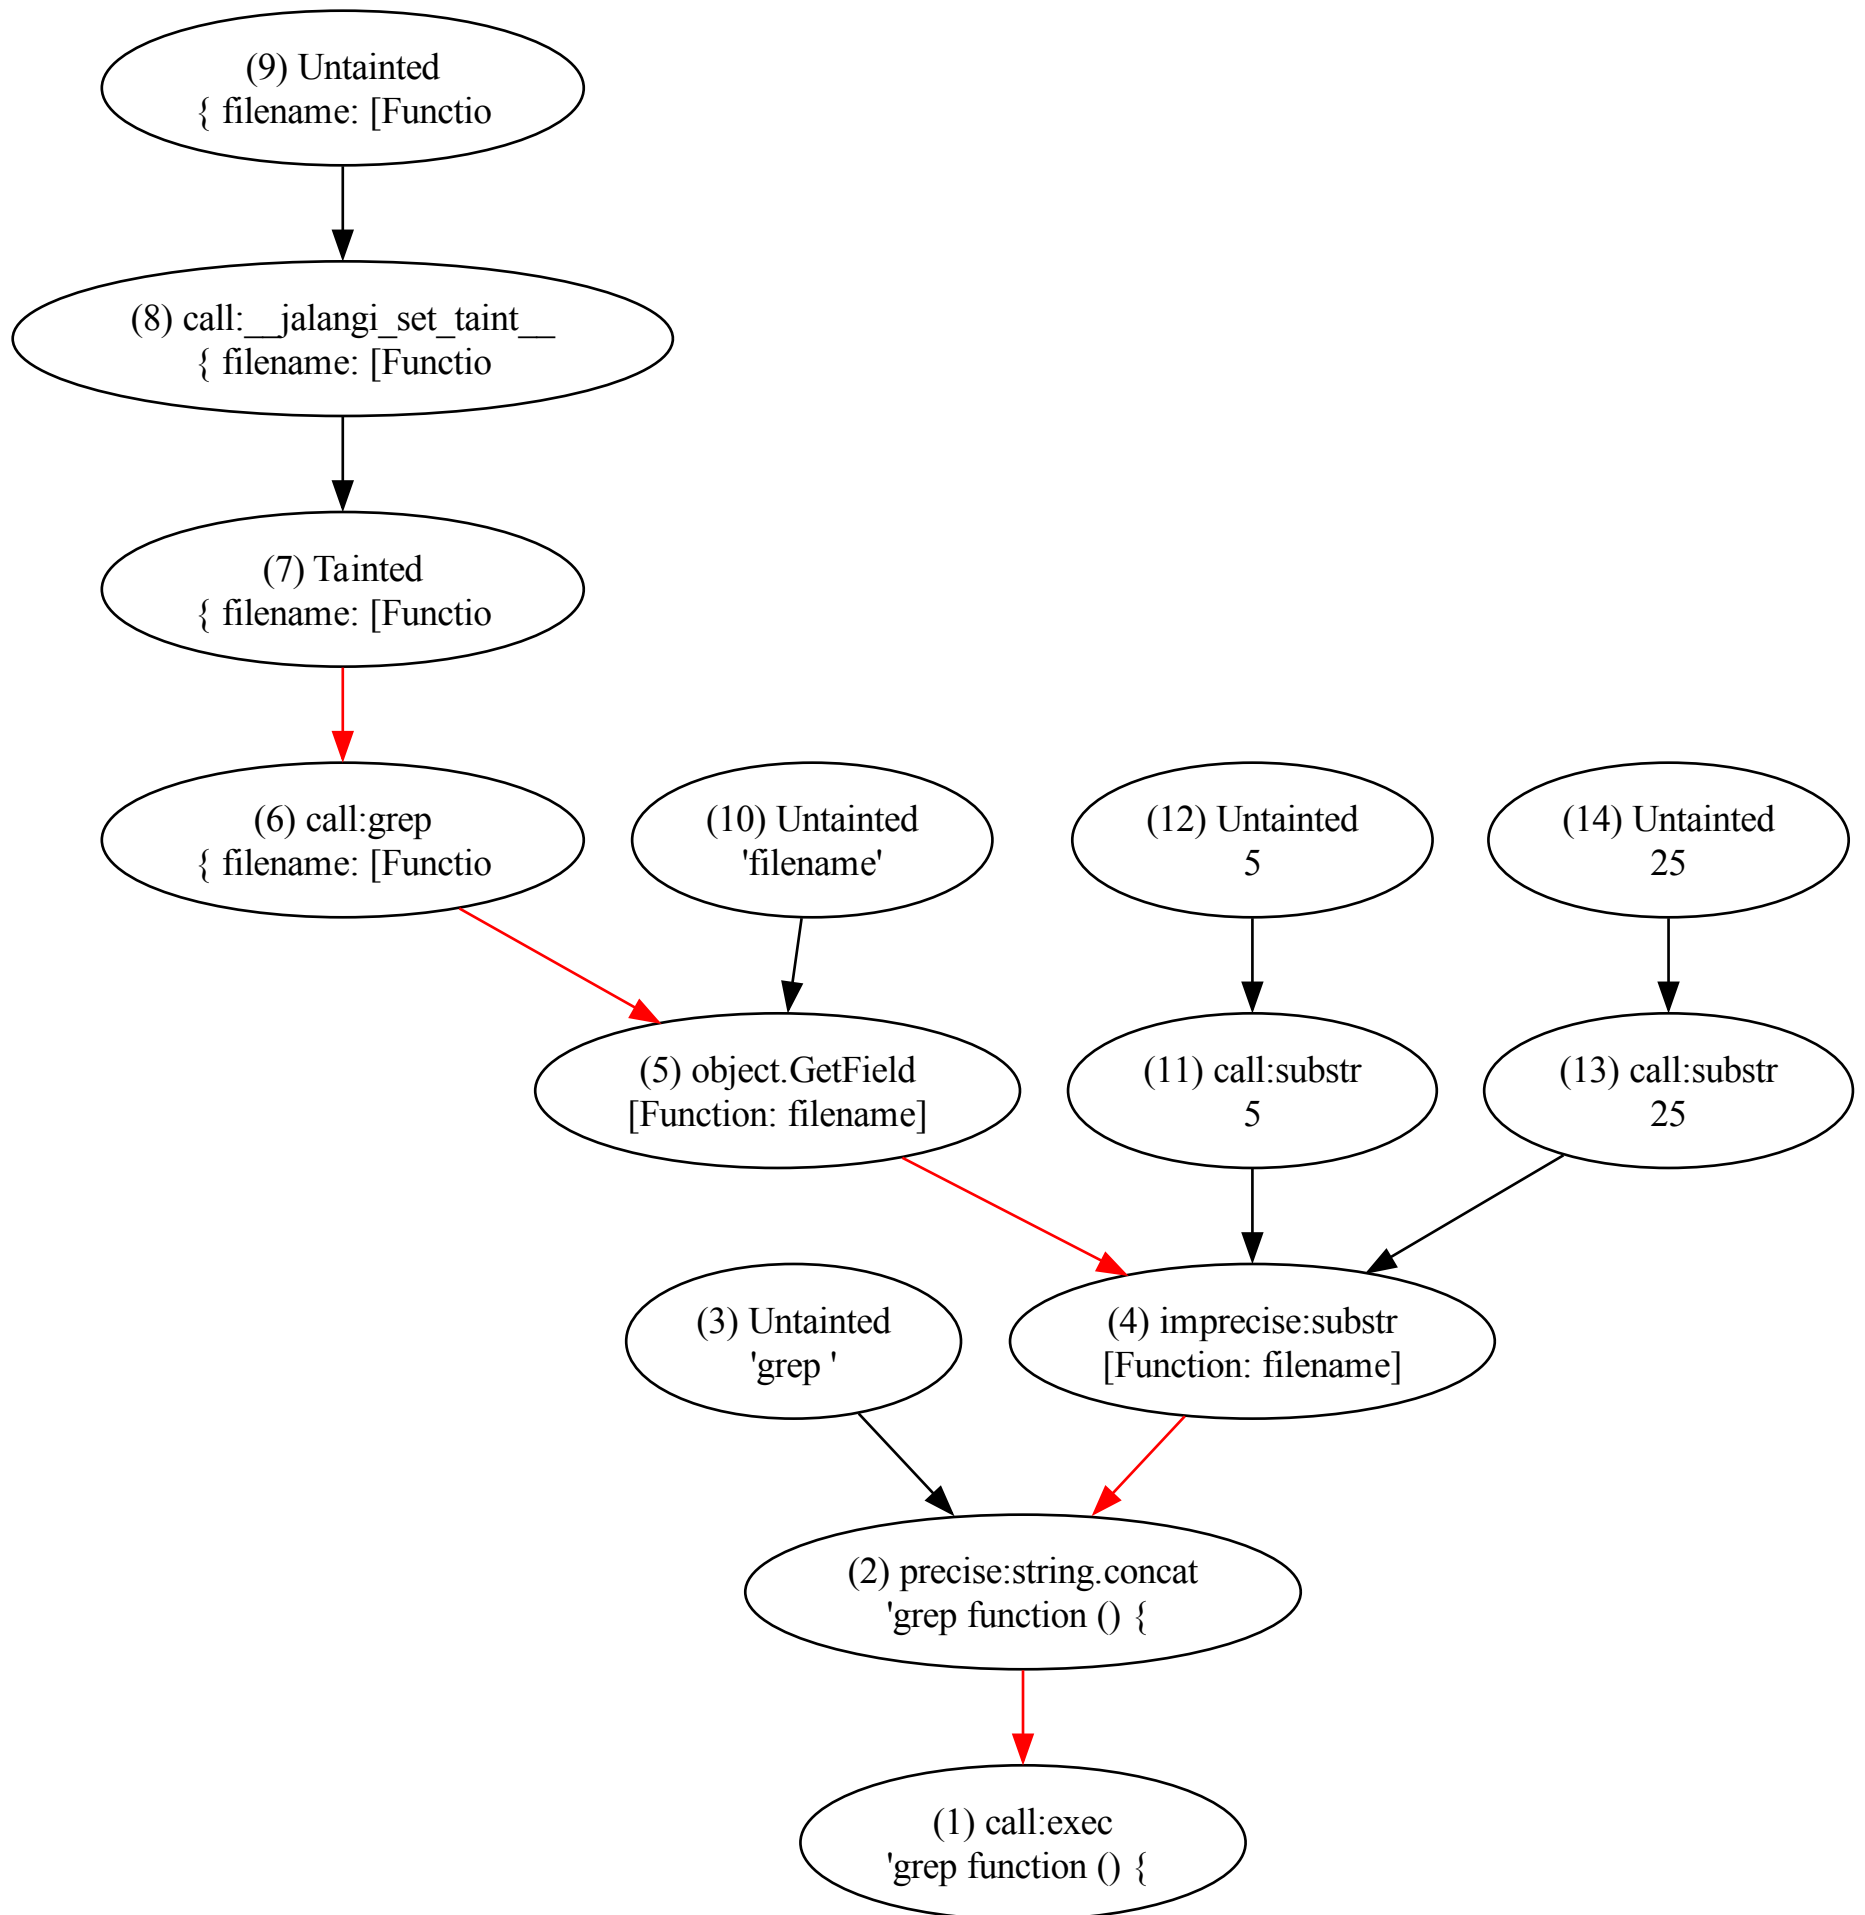 (9) Untainted
{ filename: [Functio
(8) call:__jalangi_set_taint__
{ filename: [Functio
(7) Tainted
{ filename: [Functio
(6) call:grep
{ filename: [Functio
(10) Untainted
'filename'
(12) Untainted
5
(14) Untainted
25
(5) object.GetField
[Function: filename]
(11) call:substr
5
(13) call:substr
25
(3) Untainted
'grep '
(4) imprecise:substr
[Function: filename]
(2) precise:string.concat
'grep function () {
(1) call:exec
'grep function () {